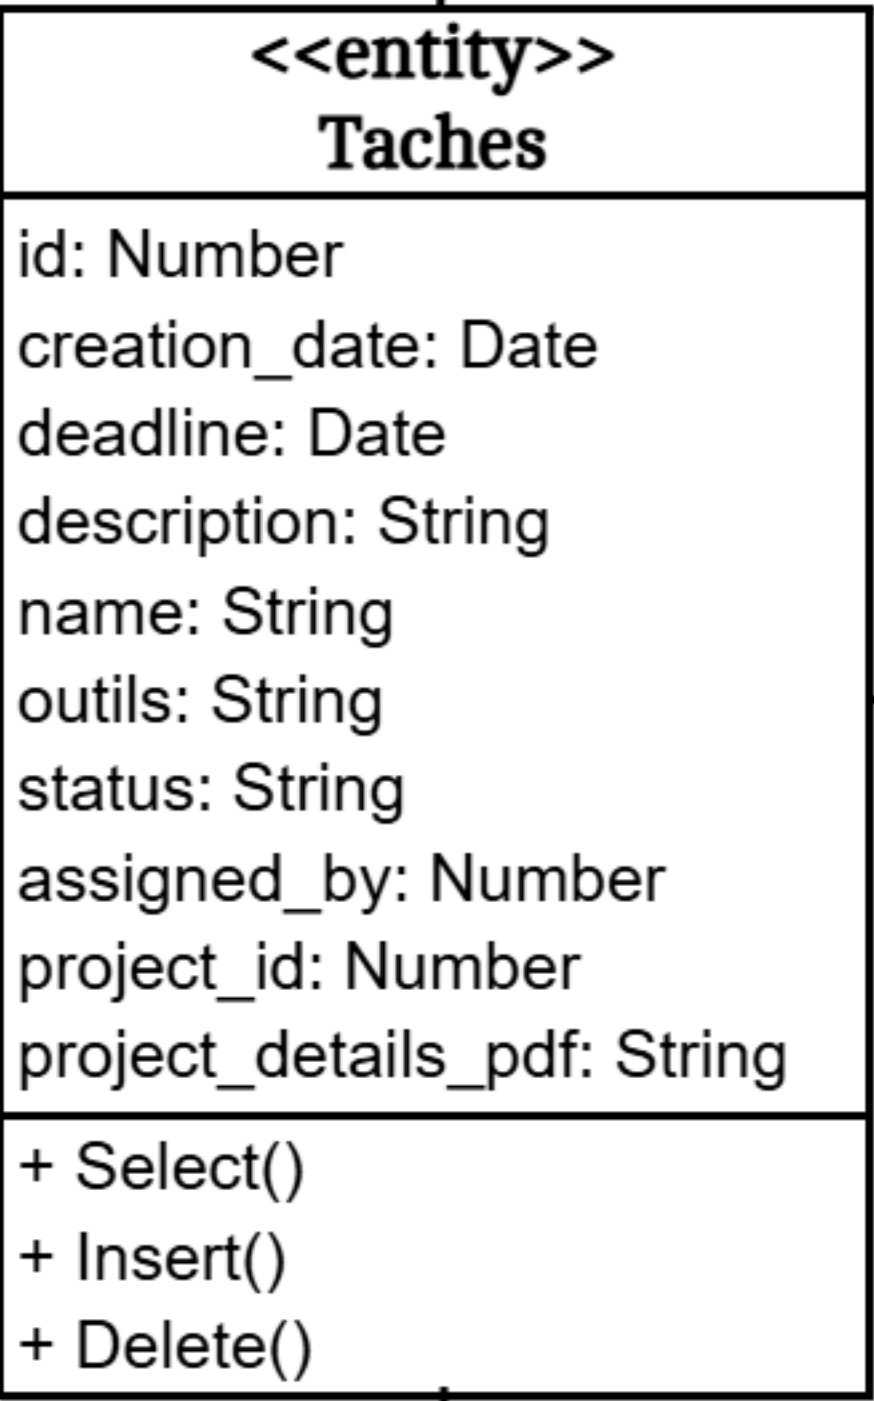 <<entity>>
Taches
id: Number
creation_date: Date
deadline: Date
description: String
name: String
outils: String
status: String
assigned_by: Number
project_id: Number
project_details_pdf: String
+ Select()
+ Insert()
+ Delete()